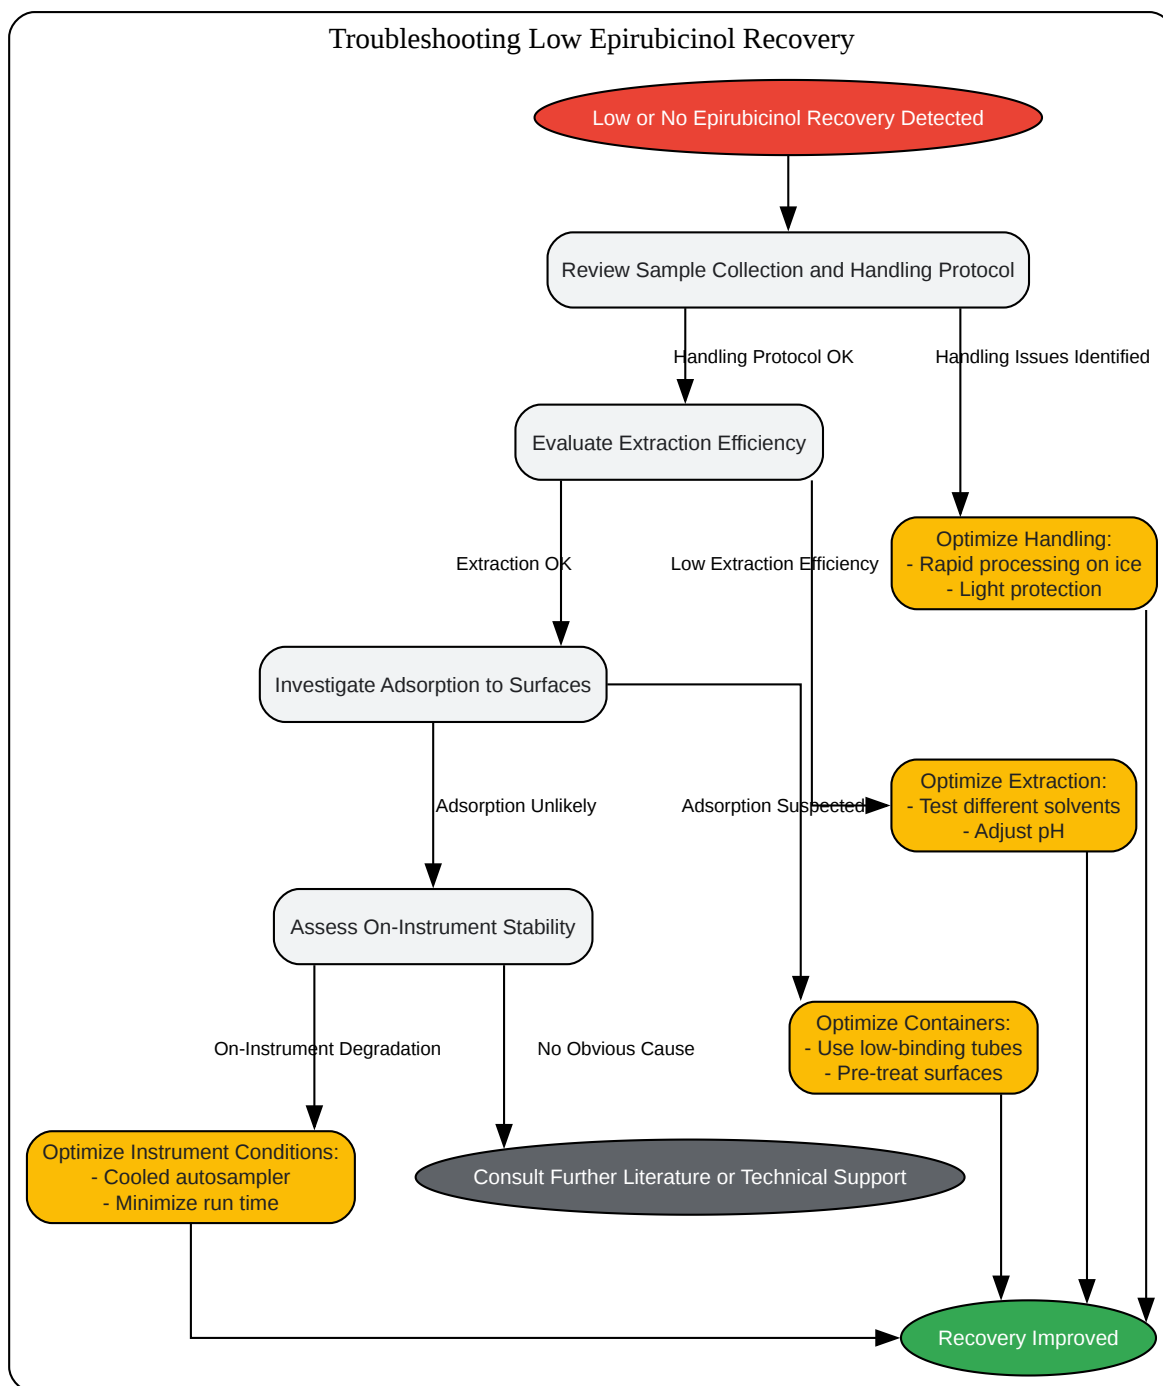 Troubleshooting Low Epirubicinol Recovery
Low or No Epirubicinol Recovery Detected
Review Sample Collection and Handling Protocol
Handling Protocol OK
Handling Issues Identified
Evaluate Extraction Efficiency
Extraction OK
Low Extraction Efficiency
Optimize Handling:
- Rapid processing on ice
- Light protection
Investigate Adsorption to Surfaces
Adsorption Unlikely
Adsorption Suspected
Optimize Extraction:
- Test different solvents
- Adjust pH
Assess On-Instrument Stability
On-Instrument Degradation
No Obvious Cause
Optimize Containers:
- Use low-binding tubes
- Pre-treat surfaces
Optimize Instrument Conditions:
- Cooled autosampler
- Minimize run time
Consult Further Literature or Technical Support
Recovery Improved